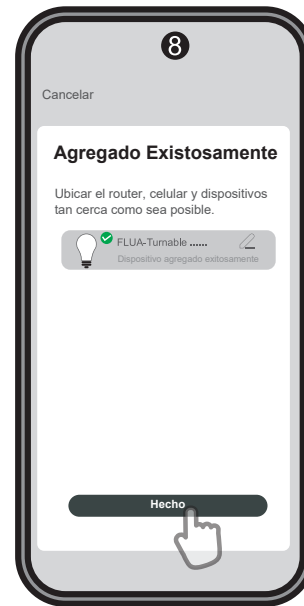 8
Cancelar
Agregado Existosamente
Ubicar el router, celular y dispositivos
tan cerca como sea posible.
FLUA-Turnable ......
Dispositivo agregado exitosamente
Hecho